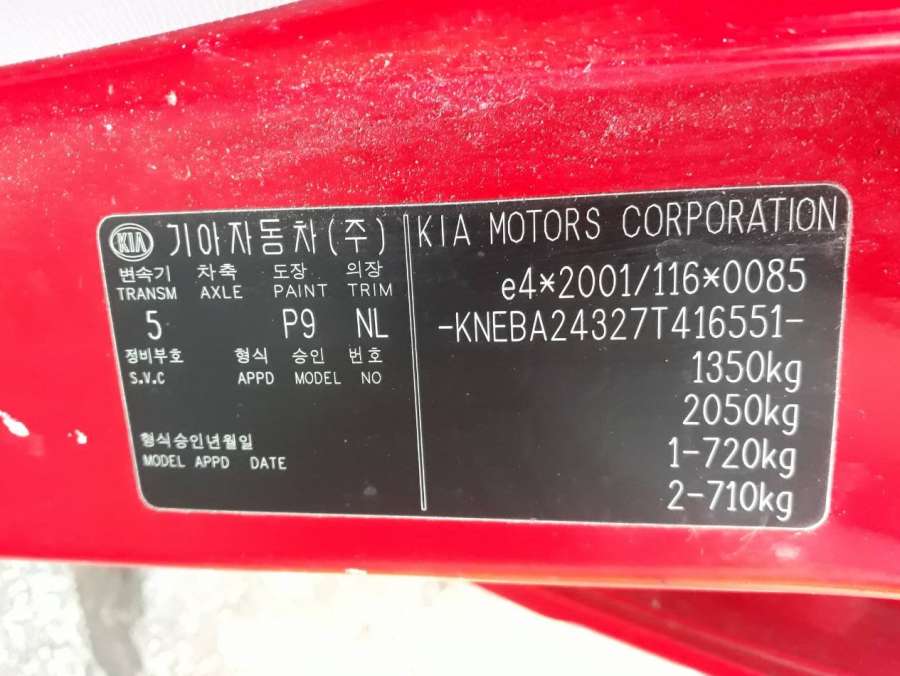 KIA 기아자동차(주)
변속기 차축 도장 의장
TRANSM AXLE PAINT TRIM
5 P9 NL
정비부호 형식 승인 번호
S.V.C APPD MODEL NO
형식승인년월일
MODEL APPD DATE
KIA MOTORS CORPORATION
e4*2001/116*0085
-KNEBA24327T416551-
1350kg
2050kg
1-720kg
2-710kg